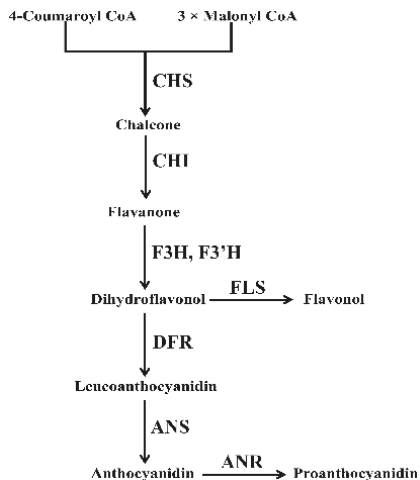 4-Coumaroyl CoA 3 × Malonyl CoA
CHS
Chalcone
CHI
Flavanone
F3H, F3’H
Dihydroflavonol FLS Flavonol
DFR
Leucoanthocyanidin
ANS
Anthocyanidin ANR Proanthocyanidin